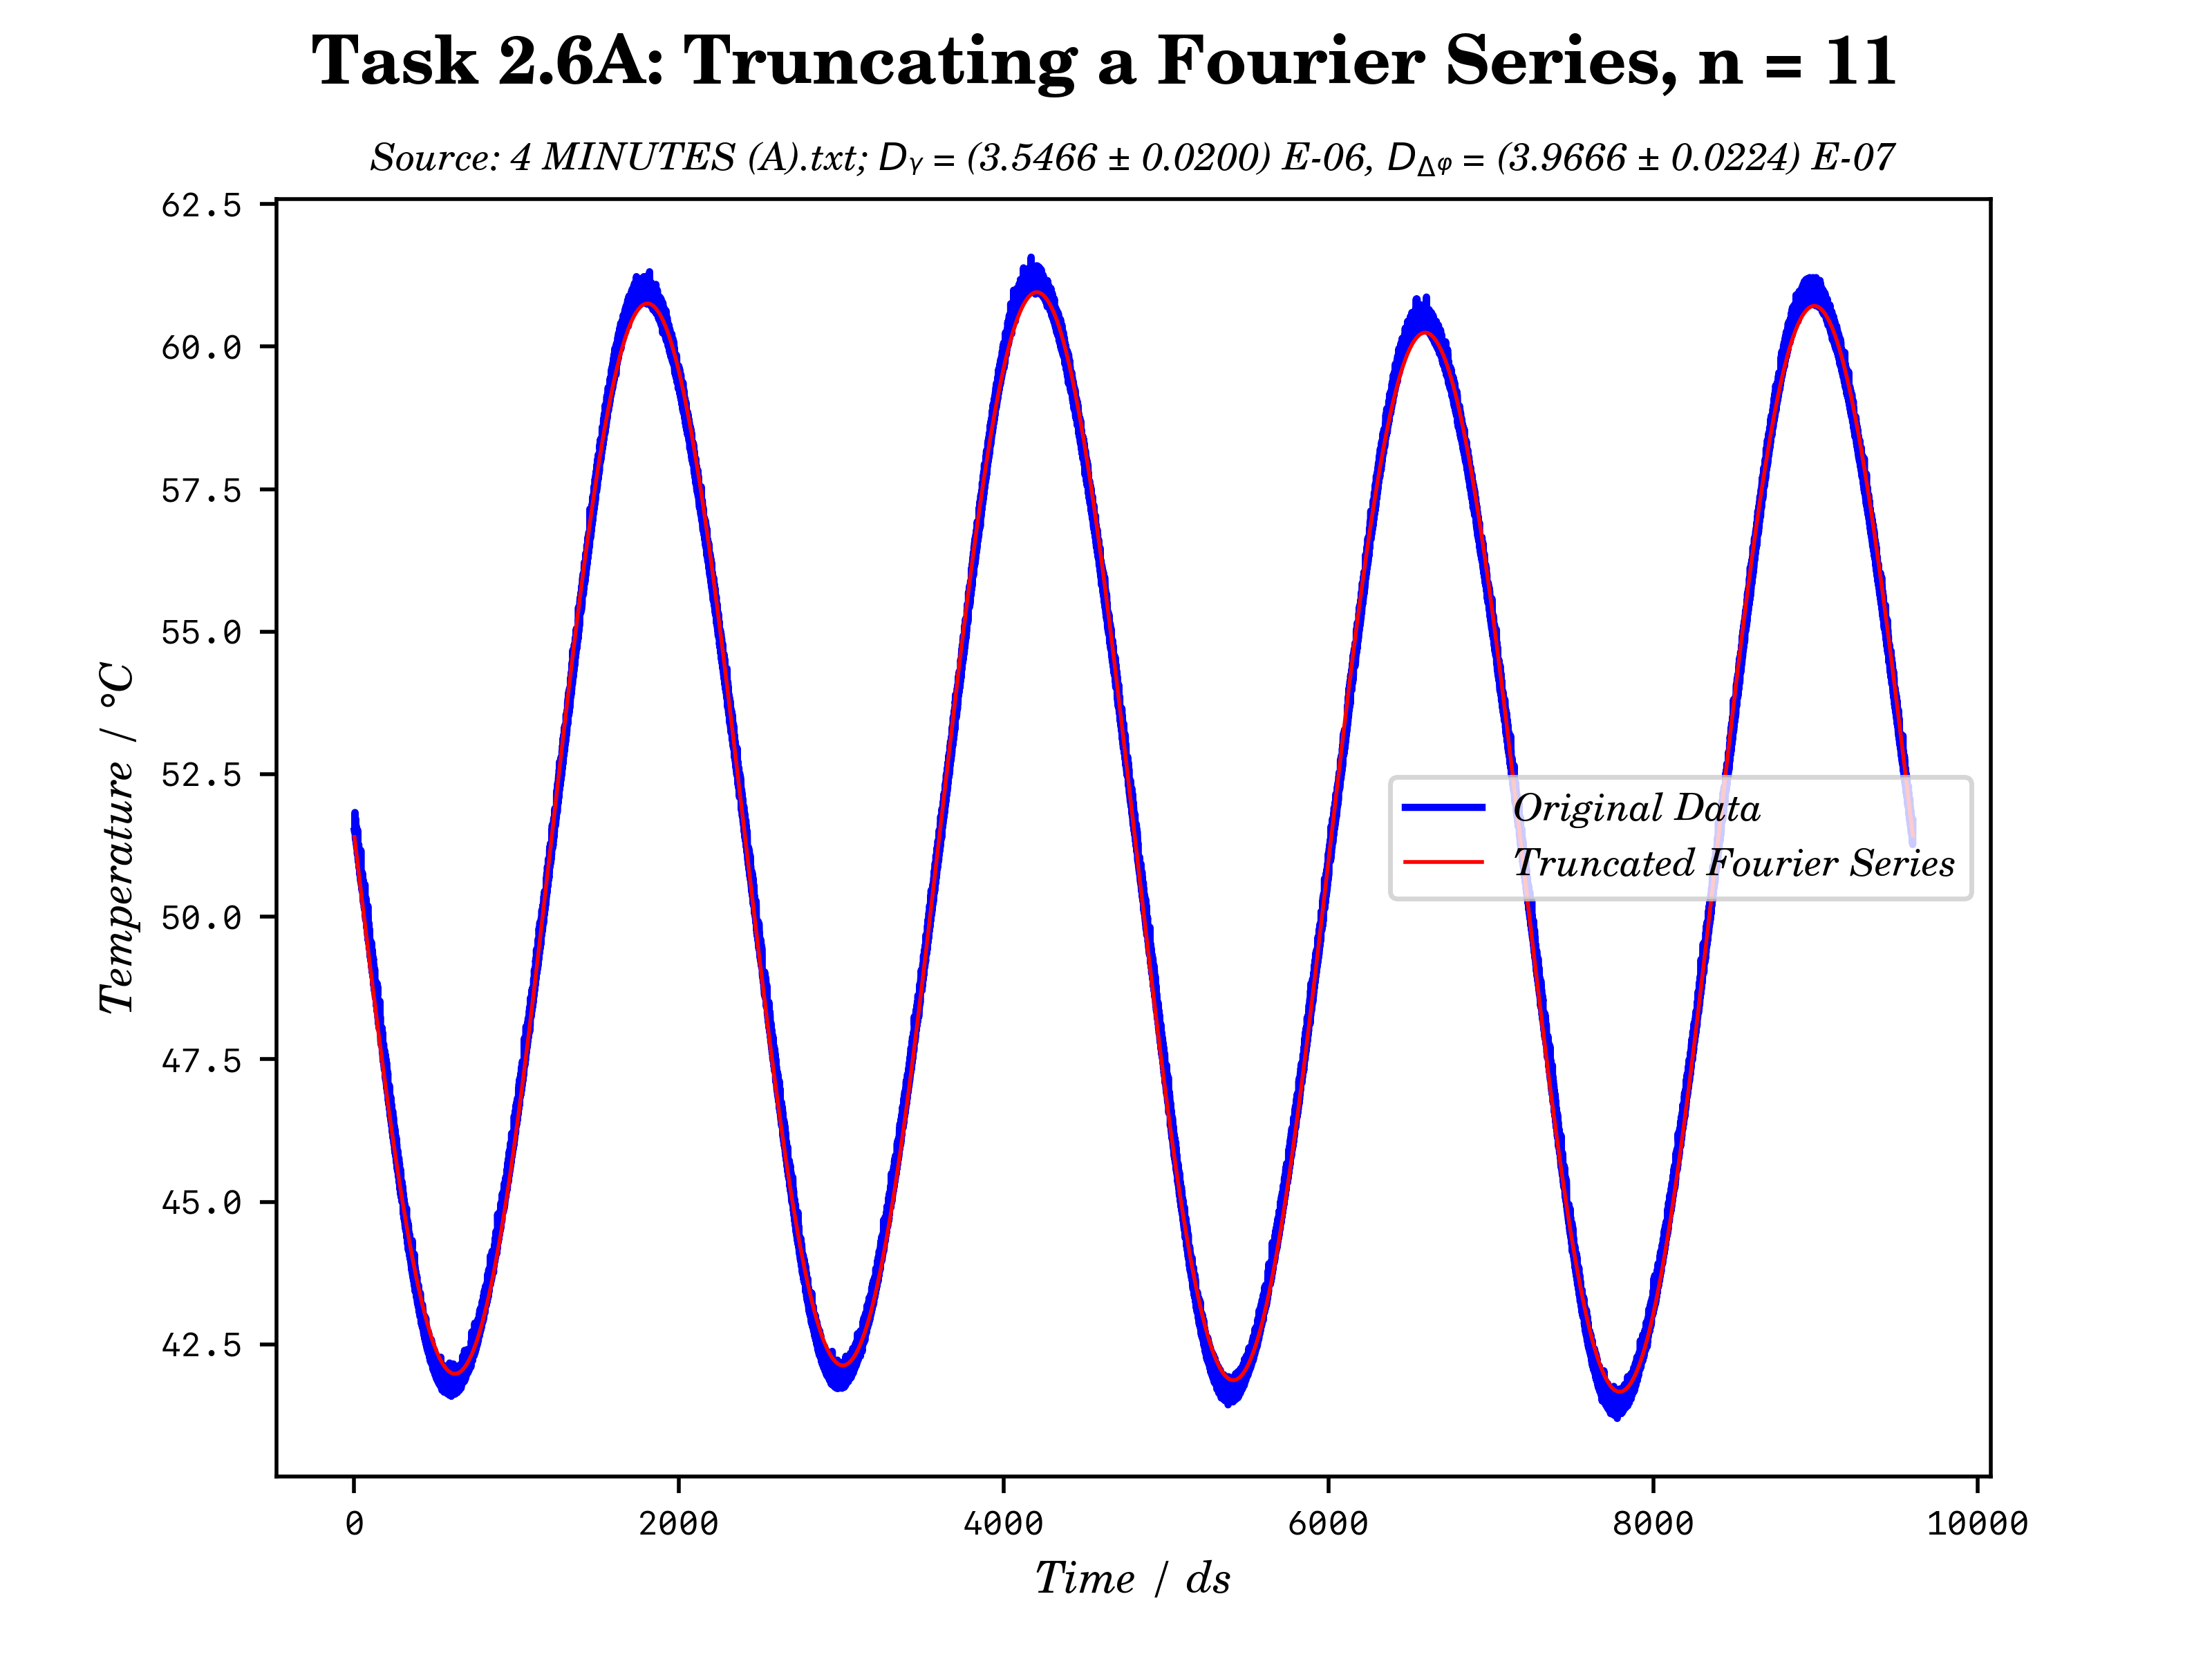 Task 2.6A: Truncating a Fourier Series, n = 11
Source: 4 MINUTES (A).txt; Dγ = (3.5466 ± 0.0200) E-06, DΔφ = (3.9666 ± 0.0224) E-07
62.5
60.0
57.5
55.0
52.5
50.0
47.5
45.0
42.5
Temperature / °C
Original Data
Truncated Fourier Series
0 2000 4000 6000 8000 10000
Time / ds